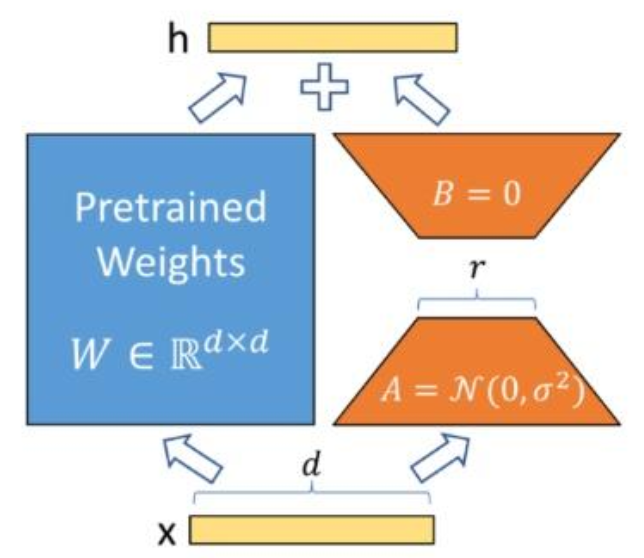 h
Pretrained
Weights
W ∈ ℝ^{d×d}
B = 0
r
A = 𝒩(0, σ²)
d
x